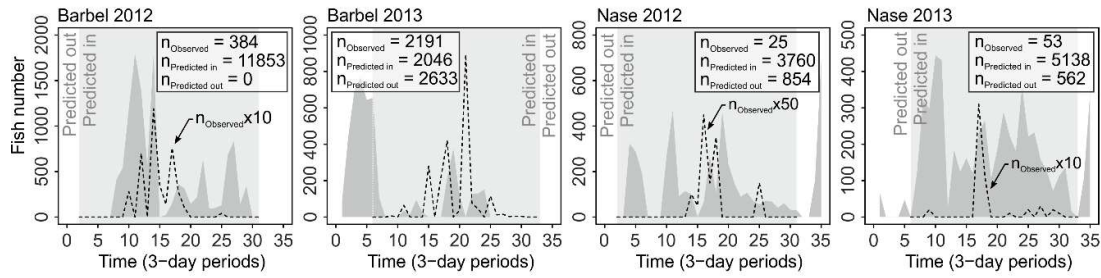 Barbel 2012
Barbel 2013
Nase 2012
Nase 2013
Fish number
2000
1500
1000
500
0
Predicted out
Predicted in
nObserved = 384
nPredicted in = 11853
nPredicted out = 0
nObservedx10
0 5 10 15 20 25 30 35
Time (3-day periods)
1000
800
600
400
200
0
nObserved = 2191
nPredicted in = 2046
nPredicted out = 2633
Predicted in
Predicted out
0 5 10 15 20 25 30 35
Time (3-day periods)
800
600
400
200
0
Predicted out
Predicted in
nObserved = 25
nPredicted in = 3760
nPredicted out = 854
nObservedx50
0 5 10 15 20 25 30 35
Time (3-day periods)
500
400
300
200
100
0
Predicted out
Predicted in
nObserved = 53
nPredicted in = 5138
nPredicted out = 562
nObservedx10
0 5 10 15 20 25 30 35
Time (3-day periods)